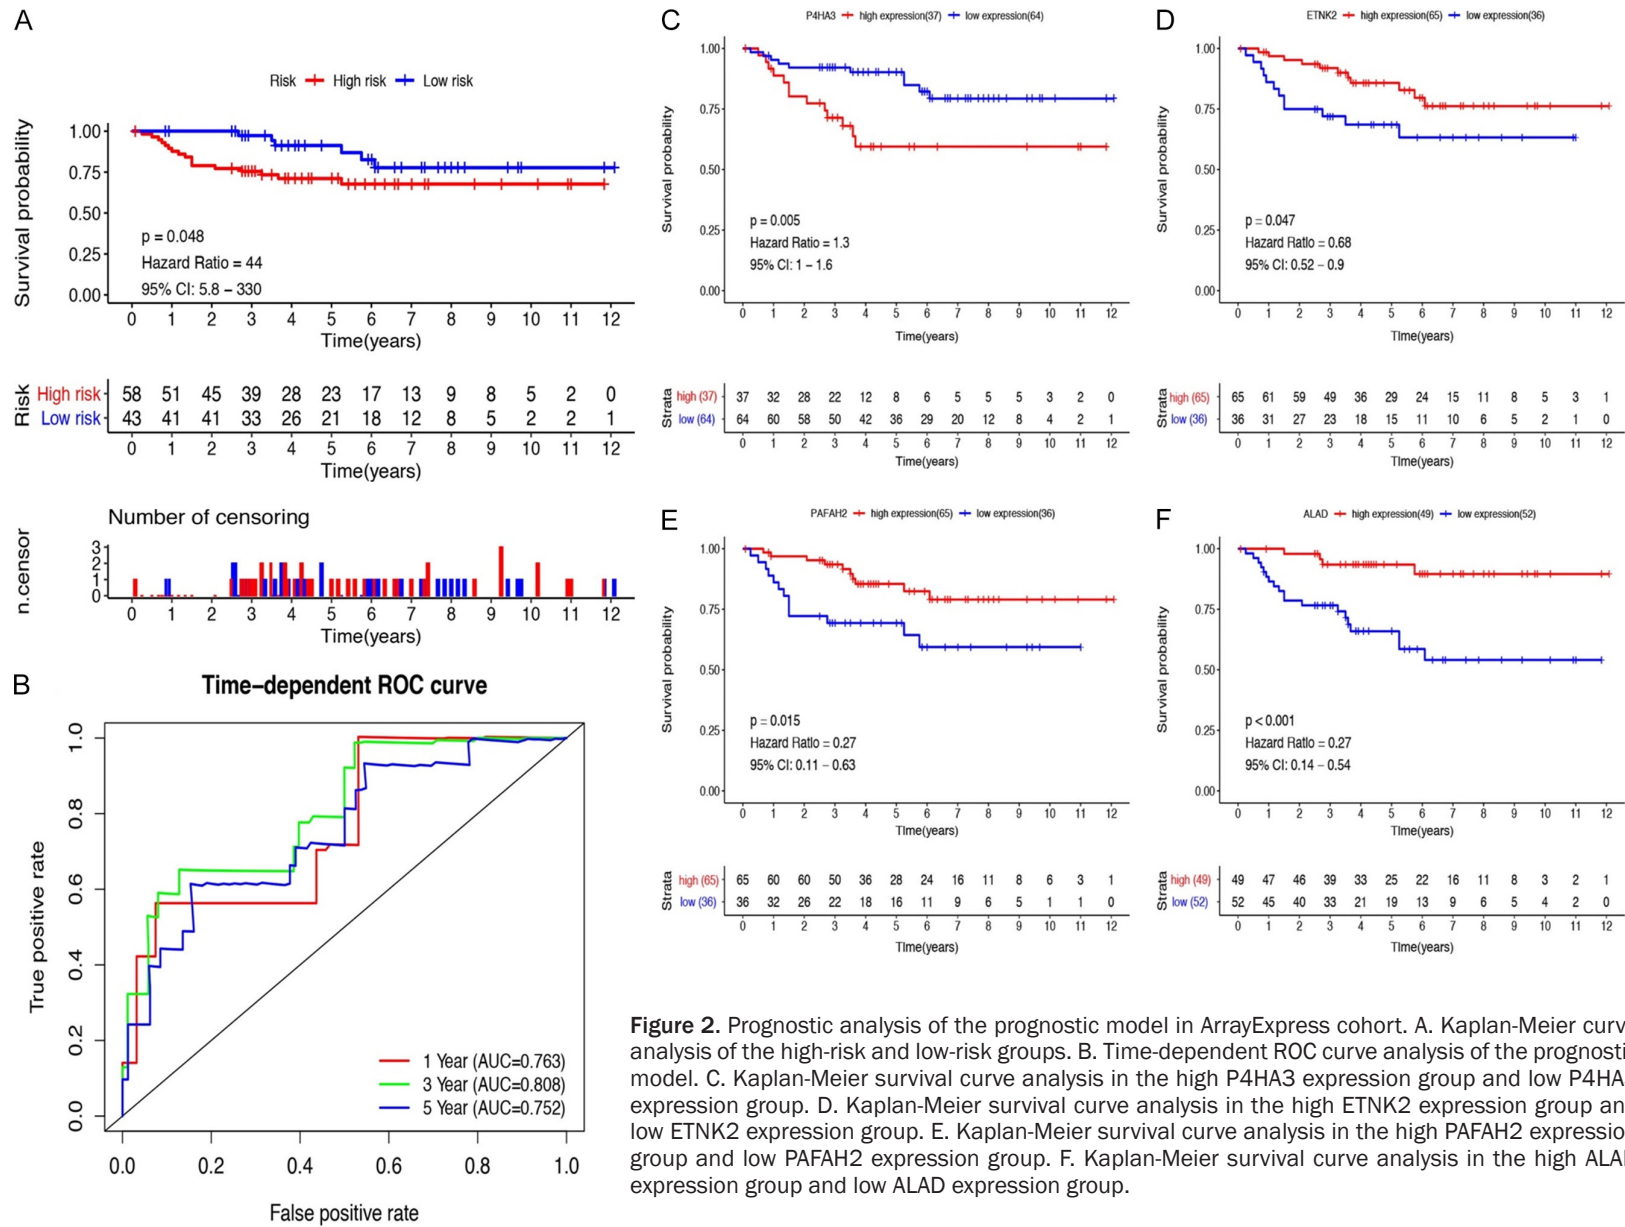 A
Risk High risk Low risk
Survival probability
1.00
0.75
0.50
0.25
0.00
p = 0.048
Hazard Ratio = 44
95% CI: 5.8 – 330
0 1 2 3 4 5 6 7 8 9 10 11 12
Time(years)
Risk
High risk 58 51 45 39 28 23 17 13 9 8 5 2 0
Low risk 43 41 41 33 26 21 18 12 8 5 2 2 1
0 1 2 3 4 5 6 7 8 9 10 11 12
Time(years)
Number of censoring
n.censor
3
2
1
0
0 1 2 3 4 5 6 7 8 9 10 11 12
Time(years)
B
Time–dependent ROC curve
True positive rate
1.0
0.8
0.6
0.4
0.2
0.0
1 Year (AUC=0.763)
3 Year (AUC=0.808)
5 Year (AUC=0.752)
0.0 0.2 0.4 0.6 0.8 1.0
False positive rate
C
P4HA3 high expression(37) low expression(64)
Survival probability
1.00
0.75
0.50
0.25
0.00
p = 0.005
Hazard Ratio = 1.3
95% CI: 1 – 1.6
0 1 2 3 4 5 6 7 8 9 10 11 12
Time(years)
Strata
high (37) 37 32 28 22 12 8 6 5 5 5 3 2 0
low (64) 64 60 58 50 42 36 29 20 12 8 4 2 1
0 1 2 3 4 5 6 7 8 9 10 11 12
Time(years)
D
ETNK2 high expression(65) low expression(36)
Survival probability
1.00
0.75
0.50
0.25
0.00
p = 0.047
Hazard Ratio = 0.68
95% CI: 0.52 – 0.9
0 1 2 3 4 5 6 7 8 9 10 11 12
Time(years)
Strata
high (65) 65 61 59 49 36 29 24 15 11 8 5 3 1
low (36) 36 31 27 23 18 15 11 10 6 5 2 1 0
0 1 2 3 4 5 6 7 8 9 10 11 12
Time(years)
E
PAFAH2 high expression(65) low expression(36)
Survival probability
1.00
0.75
0.50
0.25
0.00
p = 0.015
Hazard Ratio = 0.27
95% CI: 0.11 – 0.63
0 1 2 3 4 5 6 7 8 9 10 11 12
Time(years)
Strata
high (65) 65 60 60 50 36 28 24 16 11 8 6 3 1
low (36) 36 32 26 22 18 16 11 9 6 5 1 1 0
0 1 2 3 4 5 6 7 8 9 10 11 12
Time(years)
F
ALAD high expression(49) low expression(52)
Survival probability
1.00
0.75
0.50
0.25
0.00
p < 0.001
Hazard Ratio = 0.27
95% CI: 0.14 – 0.54
0 1 2 3 4 5 6 7 8 9 10 11 12
Time(years)
Strata
high (49) 49 47 46 39 33 25 22 16 11 8 3 2 1
low (52) 52 45 40 33 21 19 13 9 6 5 4 2 0
0 1 2 3 4 5 6 7 8 9 10 11 12
Time(years)
Figure 2. Prognostic analysis of the prognostic model in ArrayExpress cohort. A. Kaplan-Meier curv
analysis of the high-risk and low-risk groups. B. Time-dependent ROC curve analysis of the prognosti
model. C. Kaplan-Meier survival curve analysis in the high P4HA3 expression group and low P4HA
expression group. D. Kaplan-Meier survival curve analysis in the high ETNK2 expression group an
low ETNK2 expression group. E. Kaplan-Meier survival curve analysis in the high PAFAH2 expressio
group and low PAFAH2 expression group. F. Kaplan-Meier survival curve analysis in the high ALA
expression group and low ALAD expression group.